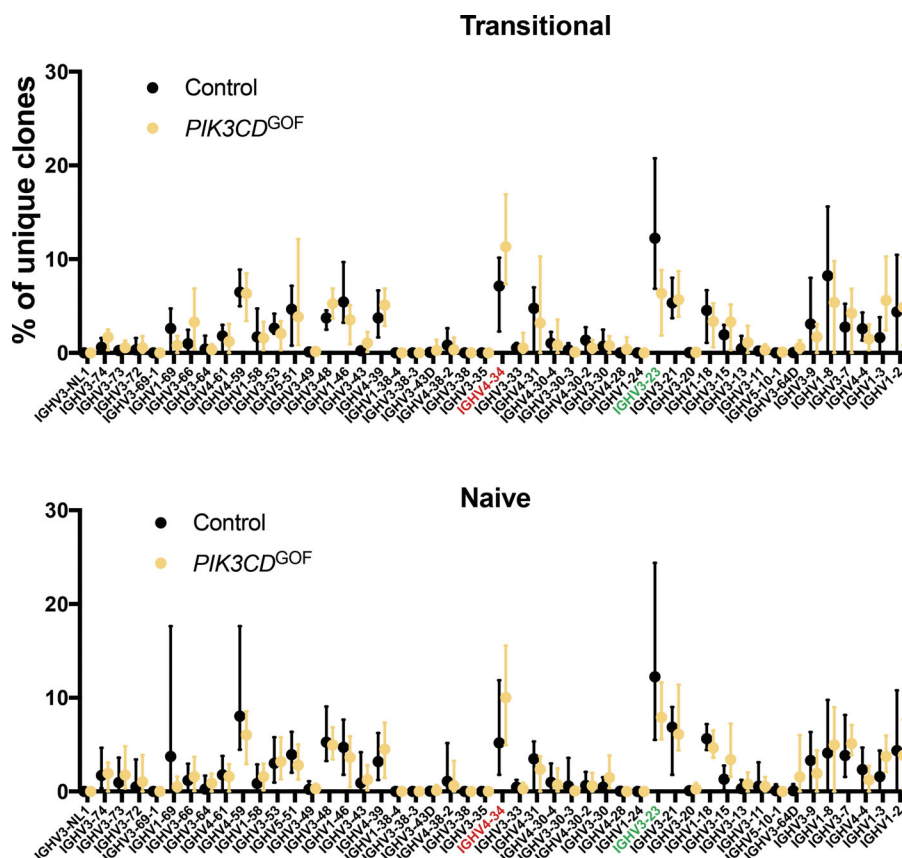 Transitional
% of unique clones
30
20
10
0
Control
PIK3CD^GOF
IGHV3-NL1
IGHV3-74
IGHV3-73
IGHV3-72
IGHV3-69-1
IGHV1-69
IGHV3-66
IGHV3-64
IGHV4-61
IGHV4-59
IGHV1-58
IGHV3-53
IGHV5-51
IGHV3-49
IGHV3-48
IGHV1-46
IGHV3-43
IGHV4-39
IGHV1-38-4
IGHV3-38-3
IGHV3-43D
IGHV4-38-2
IGHV3-38
IGHV3-35
IGHV4-34
IGHV3-33
IGHV4-31
IGHV4-30-4
IGHV3-30-3
IGHV4-30-2
IGHV3-30
IGHV4-28
IGHV1-24
IGHV3-23
IGHV3-21
IGHV3-20
IGHV1-18
IGHV3-15
IGHV3-13
IGHV3-11
IGHV5-10-1
IGHV3-64D
IGHV3-9
IGHV1-8
IGHV3-7
IGHV4-4
IGHV1-3
IGHV1-2
Naive
30
20
10
0
Control
PIK3CD^GOF
IGHV3-NL1
IGHV3-74
IGHV3-73
IGHV3-72
IGHV3-69-1
IGHV1-69
IGHV3-66
IGHV3-64
IGHV4-61
IGHV4-59
IGHV1-58
IGHV3-53
IGHV5-51
IGHV3-49
IGHV3-48
IGHV1-46
IGHV3-43
IGHV4-39
IGHV1-38-4
IGHV3-38-3
IGHV3-43D
IGHV4-38-2
IGHV3-38
IGHV3-35
IGHV4-34
IGHV3-33
IGHV4-31
IGHV4-30-4
IGHV3-30-3
IGHV4-30-2
IGHV3-30
IGHV4-28
IGHV1-24
IGHV3-23
IGHV3-21
IGHV3-20
IGHV1-18
IGHV3-15
IGHV3-13
IGHV3-11
IGHV5-10-1
IGHV3-64D
IGHV3-9
IGHV1-8
IGHV3-7
IGHV4-4
IGHV1-3
IGHV1-2